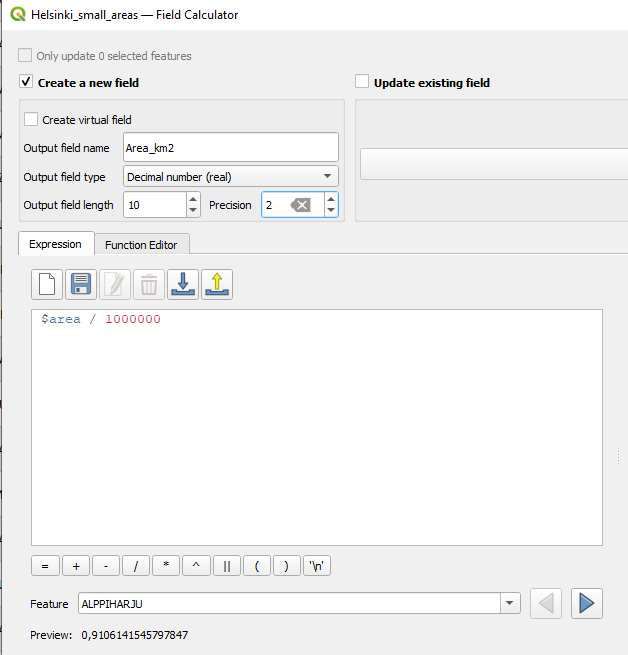 Helsinki_small_areas — Field Calculator
Only update 0 selected features
Create a new field
Update existing field
Create virtual field
Output field name Area_km2
Output field type Decimal number (real)
Output field length 10 Precision 2
Expression Function Editor
$area / 1000000
= + - / * ^ || ( ) '\n'
Feature ALPPIHARJU
Preview: 0,9106141545797847